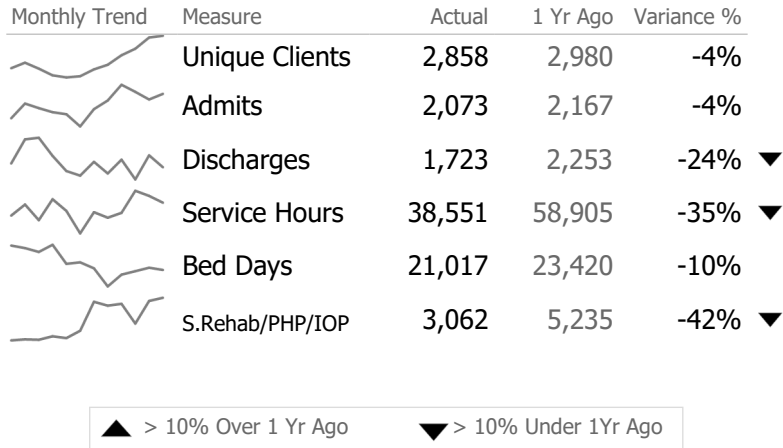 Monthly Trend Measure Actual 1 Yr Ago Variance %
Unique Clients 2,858 2,980 -4%
Admits 2,073 2,167 -4%
Discharges 1,723 2,253 -24% ▼
Service Hours 38,551 58,905 -35% ▼
Bed Days 21,017 23,420 -10%
S.Rehab/PHP/IOP 3,062 5,235 -42% ▼
▲ > 10% Over 1 Yr Ago ▼ > 10% Under 1Yr Ago